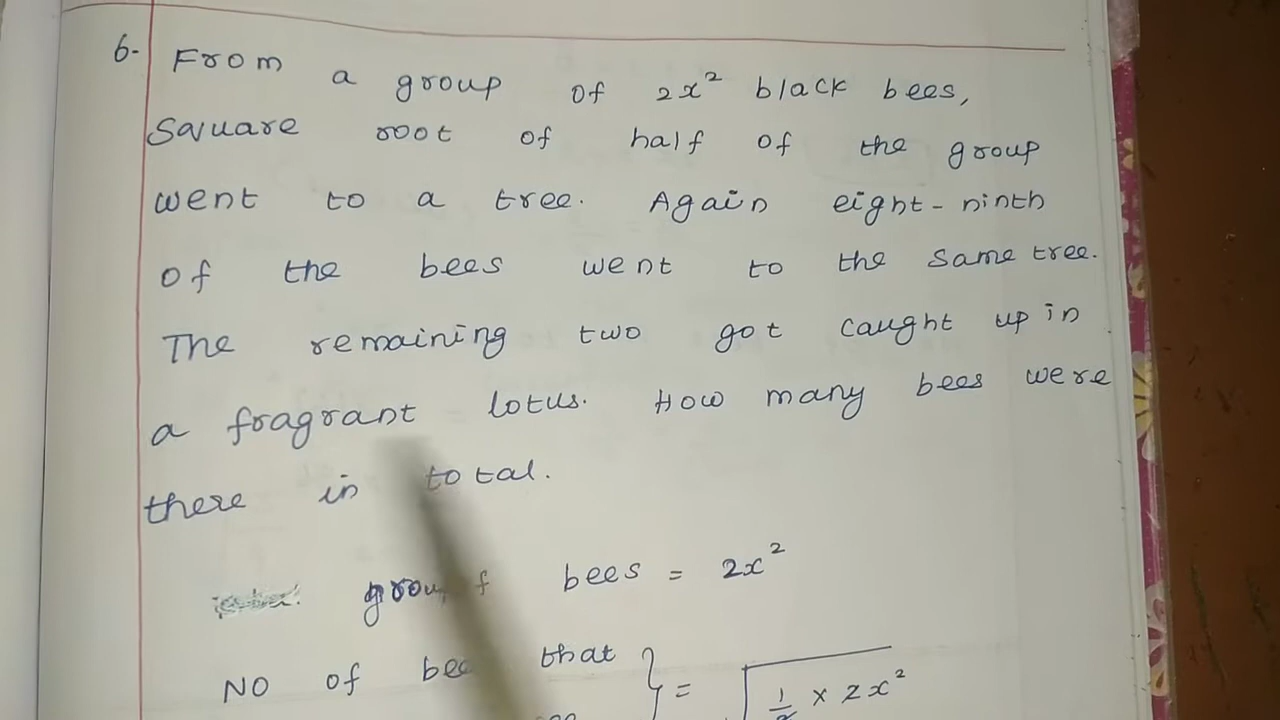 6. From a group of 2x² black bees,
Square root of half of the group
went to a tree. Again eight-ninth
of the bees went to the same tree.
The remaining two got caught up in
a fragrant lotus. How many bees were
there in total.
bees = 2x²
NO of that } = √ 1/2 × 2x²